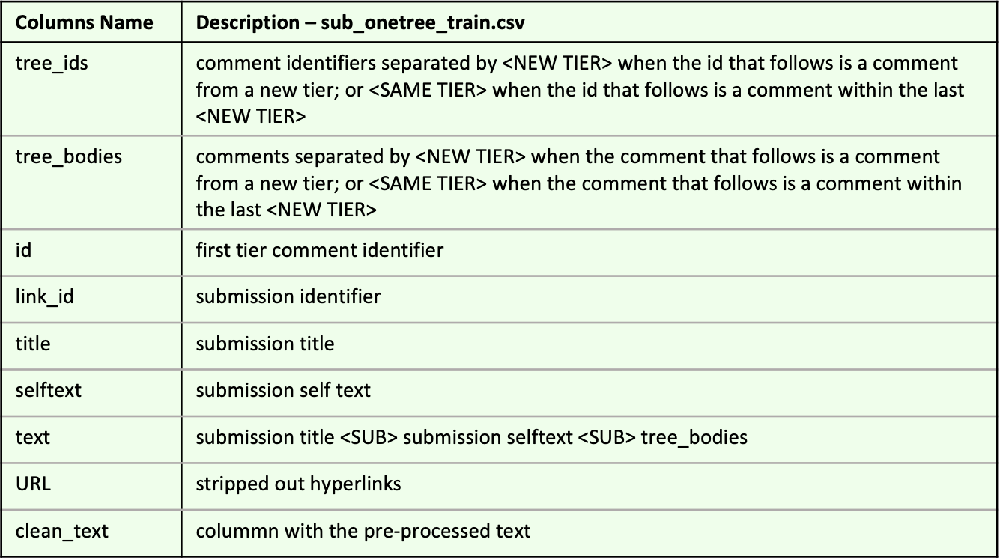 Columns Name
Description – sub_onetree_train.csv
tree_ids
comment identifiers separated by <NEW TIER> when the id that follows is a comment
from a new tier; or <SAME TIER> when the id that follows is a comment within the last
<NEW TIER>
tree_bodies
comments separated by <NEW TIER> when the comment that follows is a comment
from a new tier; or <SAME TIER> when the comment that follows is a comment within
the last <NEW TIER>
id
first tier comment identifier
link_id
submission identifier
title
submission title
selftext
submission self text
text
submission title <SUB> submission selftext <SUB> tree_bodies
URL
stripped out hyperlinks
clean_text
colummn with the pre-processed text